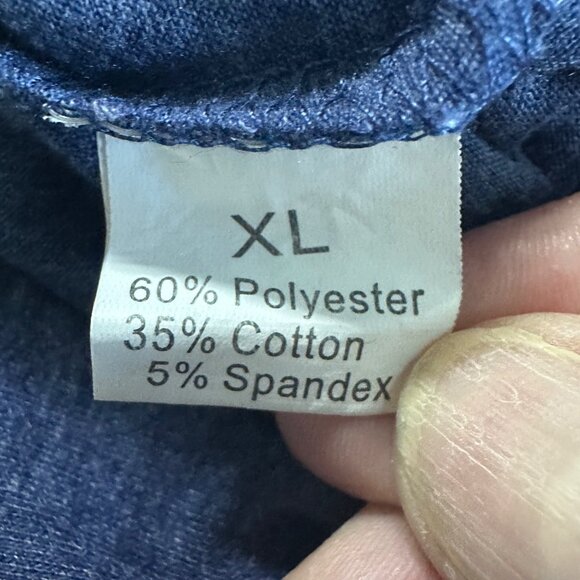 XL
60% Polyester
35% Cotton
5% Spandex